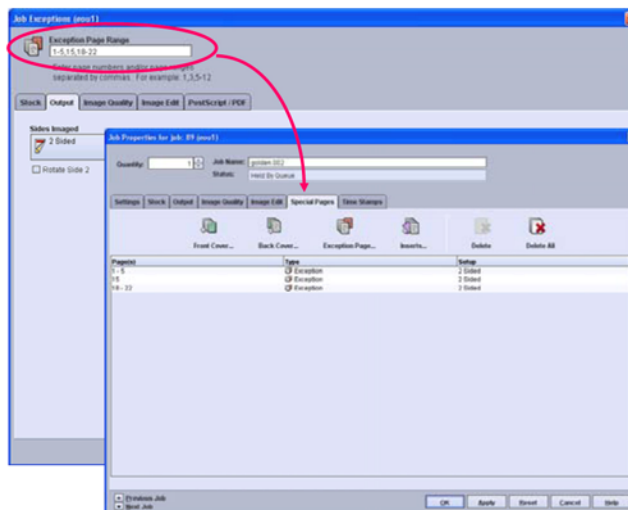 Job Exceptions (eou1)
Exception Page Range
1-5,15,18-22
Enter page numbers and/or page ranges
separated by commas. For example: 1,3,5-12
Stock Output Image Quality Image Edit PostScript / PDF
Sides Imaged
2 Sided
Rotate Side 2
Job Properties for job: 89 (eou1)
Quantity: 1 Job Name: golden.002
Status: Held By Queue
Settings Stock Output Image Quality Image Edit Special Pages Time Stamps
Front Cover... Back Cover... Exception Page... Inserts... Delete Delete All
Page(s) Type Setup
1 - 5 Exception 2 Sided
15 Exception 2 Sided
18 - 22 Exception 2 Sided
Previous Job
Next Job
OK Apply Reset Cancel Help